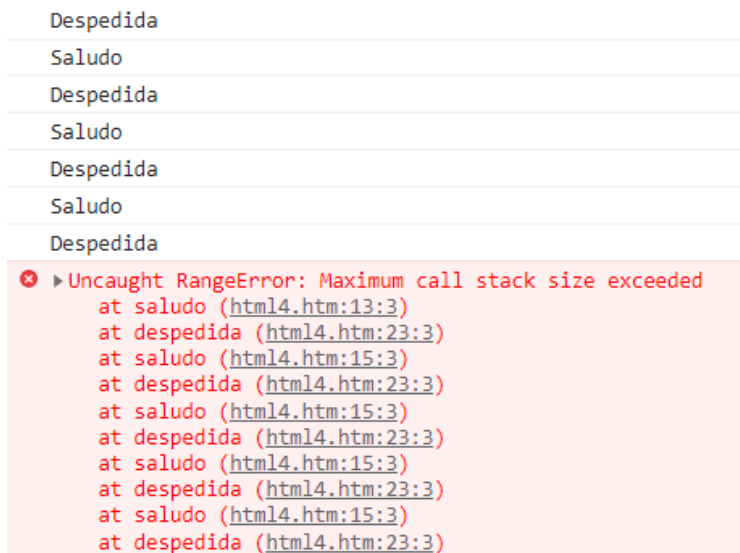 Despedida
Saludo
Despedida
Saludo
Despedida
Saludo
Despedida
Uncaught RangeError: Maximum call stack size exceeded
at saludo (html4.htm:13:3)
at despedida (html4.htm:23:3)
at saludo (html4.htm:15:3)
at despedida (html4.htm:23:3)
at saludo (html4.htm:15:3)
at despedida (html4.htm:23:3)
at saludo (html4.htm:15:3)
at despedida (html4.htm:23:3)
at saludo (html4.htm:15:3)
at despedida (html4.htm:23:3)